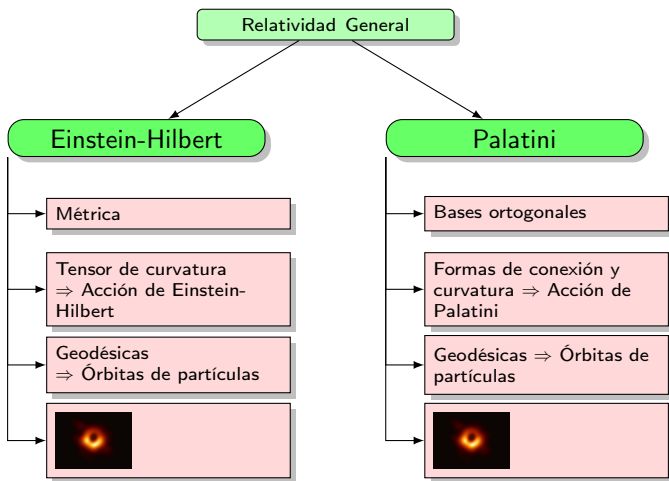 Relatividad General
Einstein-Hilbert
Métrica
Tensor de curvatura
⇒ Acción de Einstein-
Hilbert
Geodésicas
⇒ Órbitas de partículas
Palatini
Bases ortogonales
Formas de conexión y
curvatura ⇒ Acción de
Palatini
Geodésicas ⇒ Órbitas de
partículas